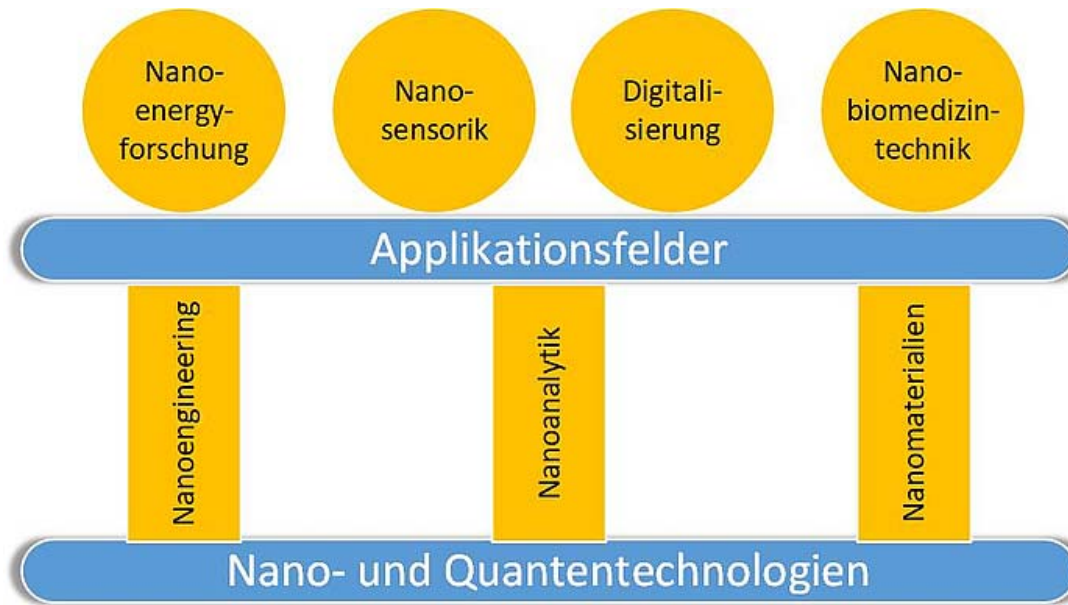 Nano-
energy-
forschung
Nano-
sensorik
Digitali-
sierung
Nano-
biomedizin-
technik
Applikationsfelder
Nanoengineering
Nanoanalytik
Nanomaterialien
Nano- und Quantentechnologien